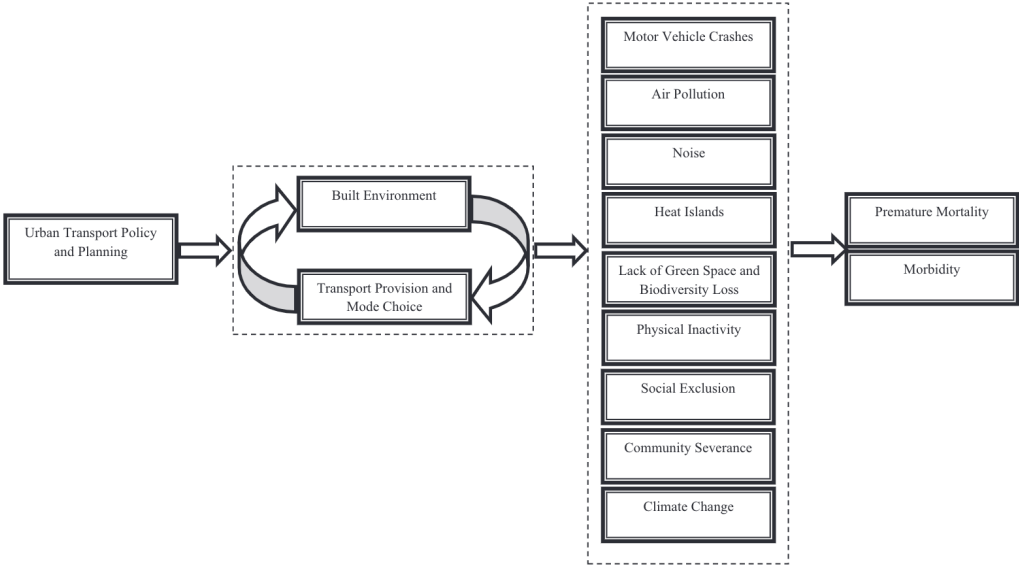 Urban Transport Policy
and Planning
Built Environment
Transport Provision and
Mode Choice
Motor Vehicle Crashes
Air Pollution
Noise
Heat Islands
Lack of Green Space and
Biodiversity Loss
Physical Inactivity
Social Exclusion
Community Severance
Climate Change
Premature Mortality
Morbidity